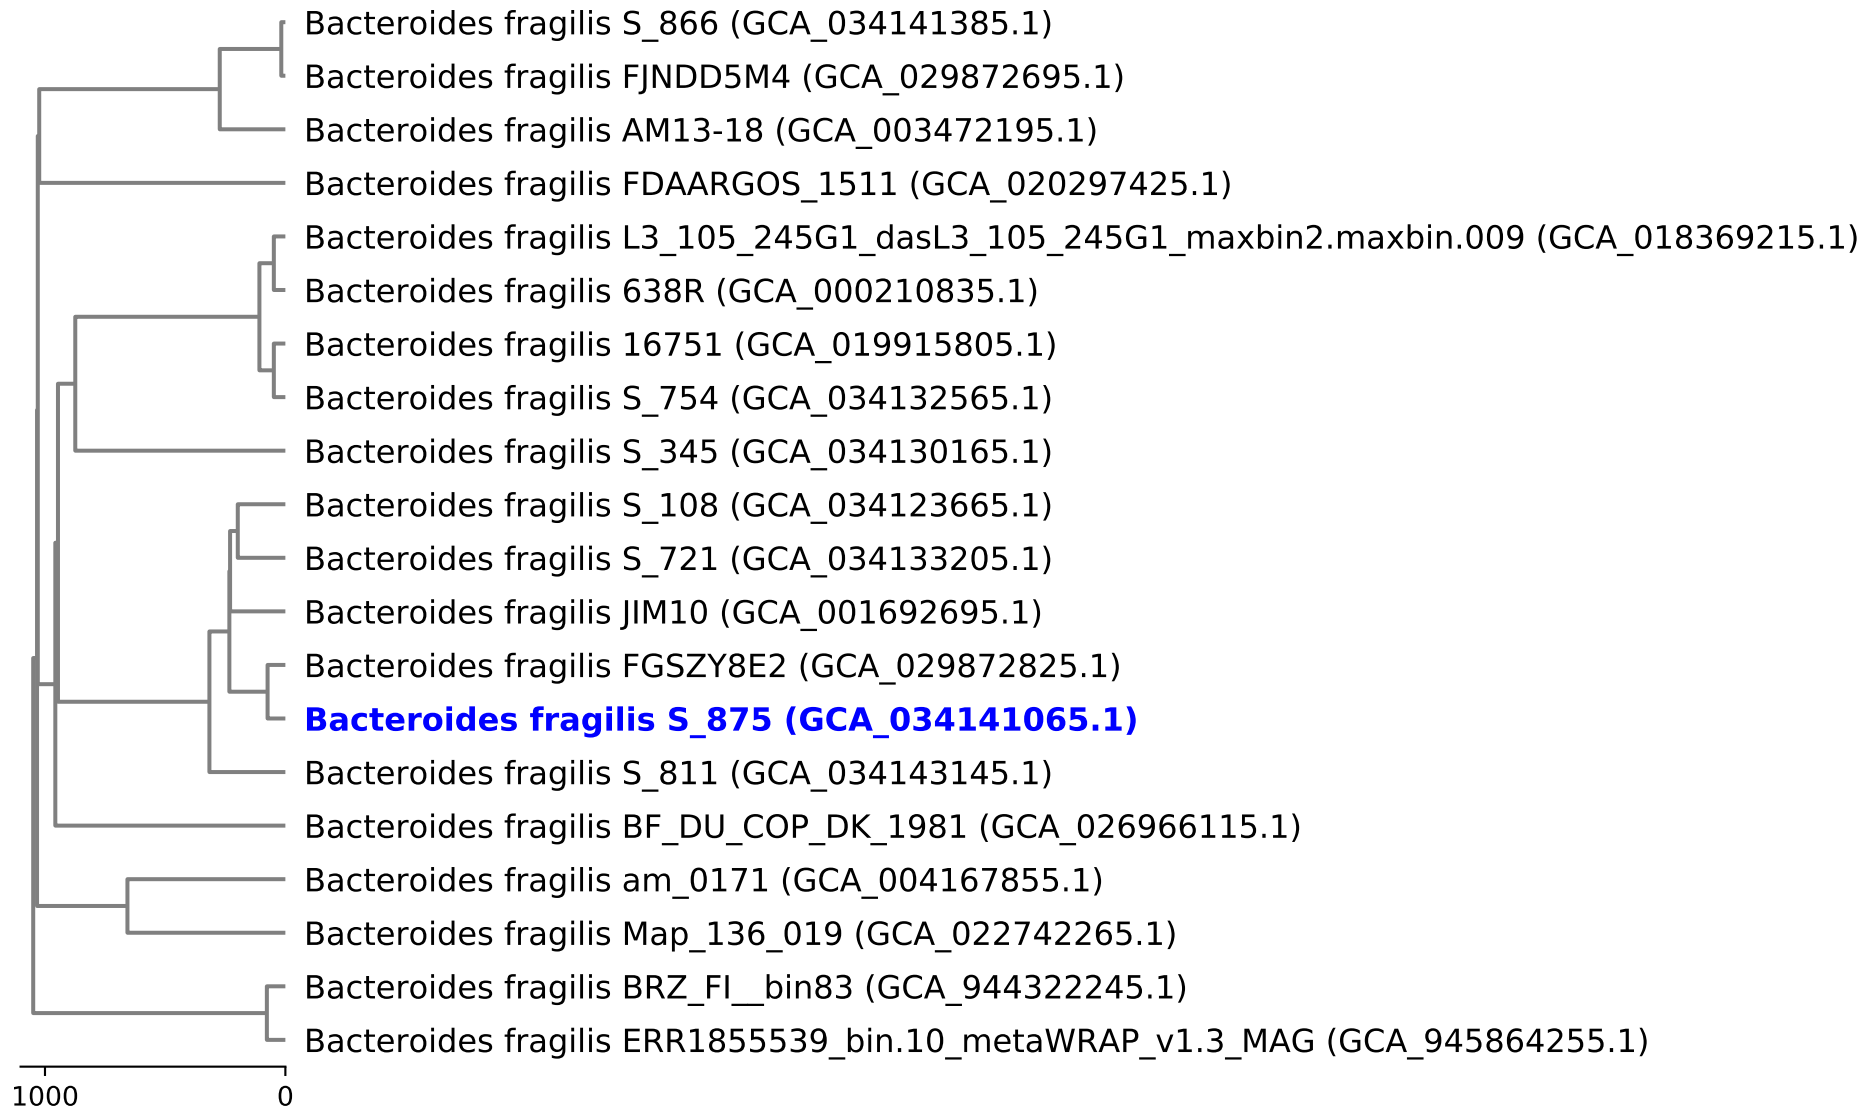 Bacteroides fragilis S_866 (GCA_034141385.1)
Bacteroides fragilis FJNDD5M4 (GCA_029872695.1)
Bacteroides fragilis AM13-18 (GCA_003472195.1)
Bacteroides fragilis FDAARGOS_1511 (GCA_020297425.1)
Bacteroides fragilis L3_105_245G1_dasL3_105_245G1_maxbin2.maxbin.009 (GCA_018369215.1)
Bacteroides fragilis 638R (GCA_000210835.1)
Bacteroides fragilis 16751 (GCA_019915805.1)
Bacteroides fragilis S_754 (GCA_034132565.1)
Bacteroides fragilis S_345 (GCA_034130165.1)
Bacteroides fragilis S_108 (GCA_034123665.1)
Bacteroides fragilis S_721 (GCA_034133205.1)
Bacteroides fragilis JIM10 (GCA_001692695.1)
Bacteroides fragilis FGSZY8E2 (GCA_029872825.1)
Bacteroides fragilis S_875 (GCA_034141065.1)
Bacteroides fragilis S_811 (GCA_034143145.1)
Bacteroides fragilis BF_DU_COP_DK_1981 (GCA_026966115.1)
Bacteroides fragilis am_0171 (GCA_004167855.1)
Bacteroides fragilis Map_136_019 (GCA_022742265.1)
Bacteroides fragilis BRZ_FI__bin83 (GCA_944322245.1)
Bacteroides fragilis ERR1855539_bin.10_metaWRAP_v1.3_MAG (GCA_945864255.1)
1000 0